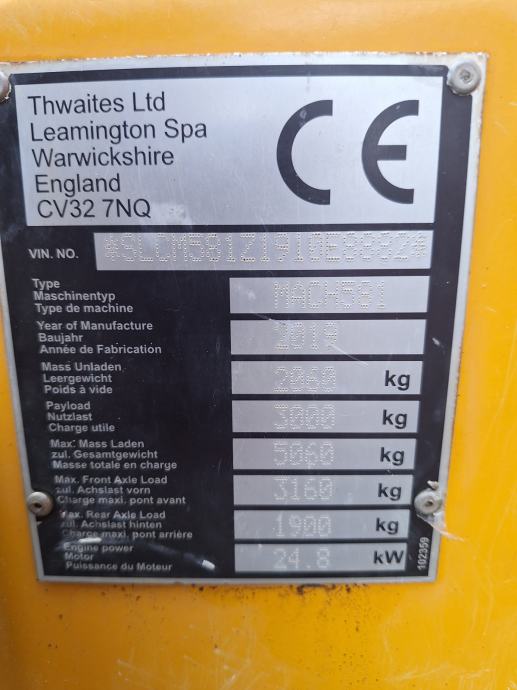 Thwaites Ltd
Leamington Spa
Warwickshire
England
CV32 7NQ
CE
VIN. NO.
Type
Maschinentyp
Type de machine
MACH581
Year of Manufacture
Baujahr
Année de Fabrication
2019
Mass Unladen
Leergewicht
Poids à vide
2060 kg
Payload
Nutzlast
Charge utile
3000 kg
Max. Mass Laden
zul. Gesamtgewicht
Masse totale en charge
5060 kg
Max. Front Axle Load
zul. Achslast vorn
Charge maxi. pont avant
3160 kg
Max. Rear Axle Load
zul. Achslast hinten
Charge maxi. pont arrière
1900 kg
Engine power
Motor
Puissance du Moteur
24.8 kW
102359